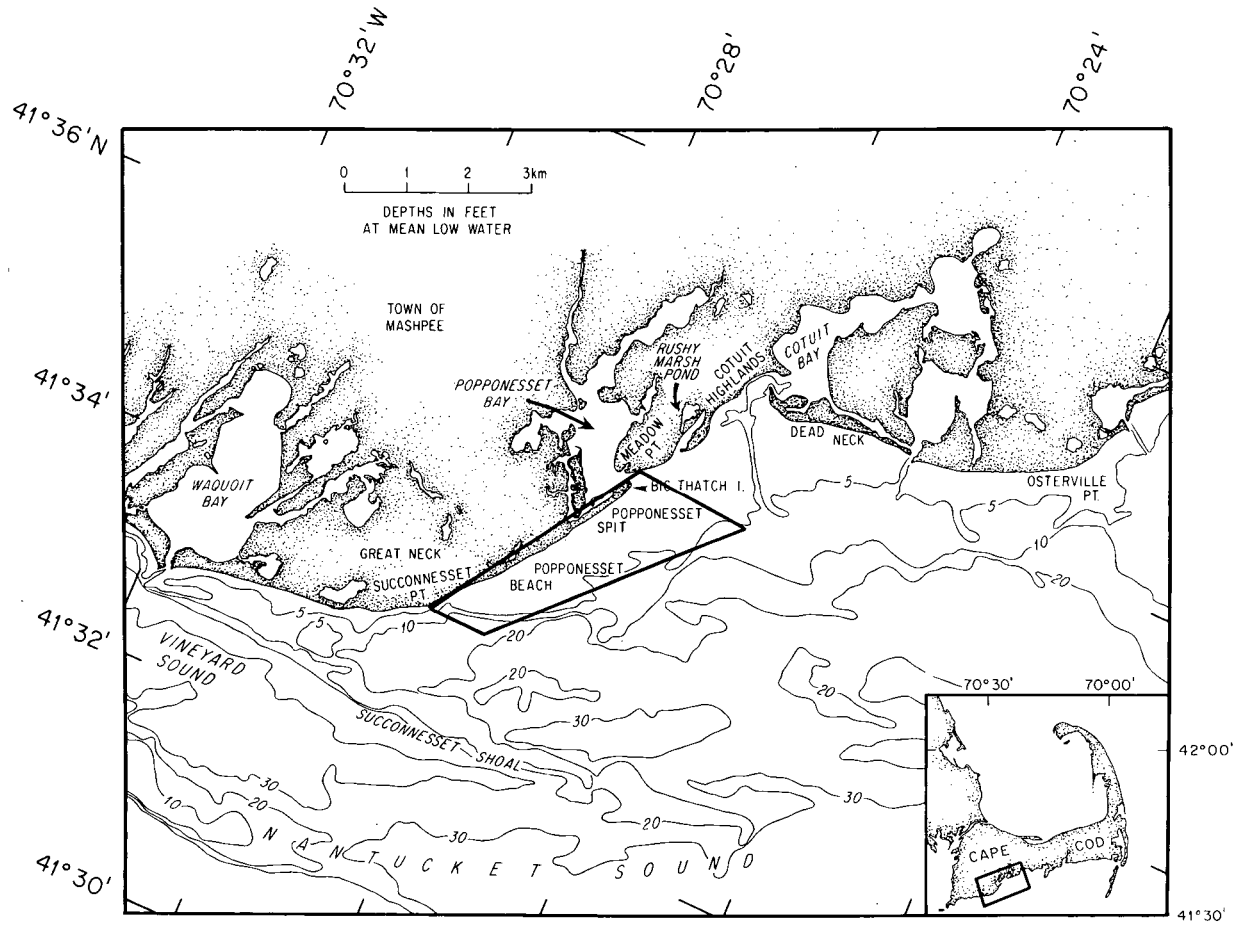 70°32'W
70°28'
70°24'
41°36'N
0 1 2 3km
DEPTHS IN FEET
AT MEAN LOW WATER
TOWN OF
MASHPEE
41°34'
POPPONESSET
BAY
RUSHY
MARSH
POND
COTUIT
HIGHLANDS
COTUIT
BAY
MEADOW
PT.
DEAD NECK
WAQUOIT
BAY
BIG THATCH I.
POPPONESSET
SPIT
5
5
OSTERVILLE
PT.
10
20
GREAT NECK
SUCCONNESSET
PT.
POPPONESSET
BEACH
5
5
10
20
41°32'
VINEYARD
SOUND
20
20
30
SUCCONNESSET SHOAL
30
30
20
10
20
30
NANTUCKET SOUND
41°30'
70°30'
70°00'
42°00'
CAPE COD
41°30'